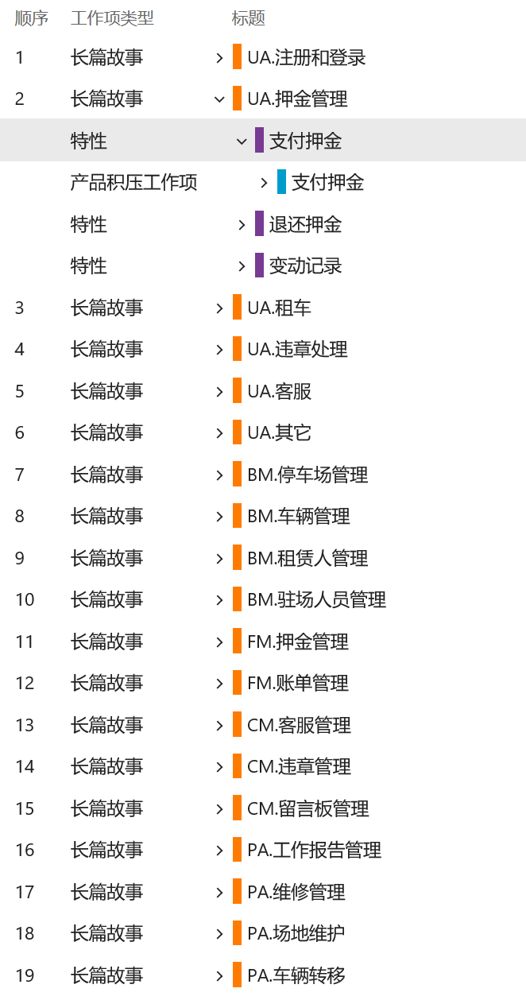 顺序 工作项类型 标题
1 长篇故事 UA.注册和登录
2 长篇故事 UA.押金管理
特性 支付押金
产品积压工作项 支付押金
特性 退还押金
特性 变动记录
3 长篇故事 UA.租车
4 长篇故事 UA.违章处理
5 长篇故事 UA.客服
6 长篇故事 UA.其它
7 长篇故事 BM.停车场管理
8 长篇故事 BM.车辆管理
9 长篇故事 BM.租赁人管理
10 长篇故事 BM.驻场人员管理
11 长篇故事 FM.押金管理
12 长篇故事 FM.账单管理
13 长篇故事 CM.客服管理
14 长篇故事 CM.违章管理
15 长篇故事 CM.留言板管理
16 长篇故事 PA.工作报告管理
17 长篇故事 PA.维修管理
18 长篇故事 PA.场地维护
19 长篇故事 PA.车辆转移